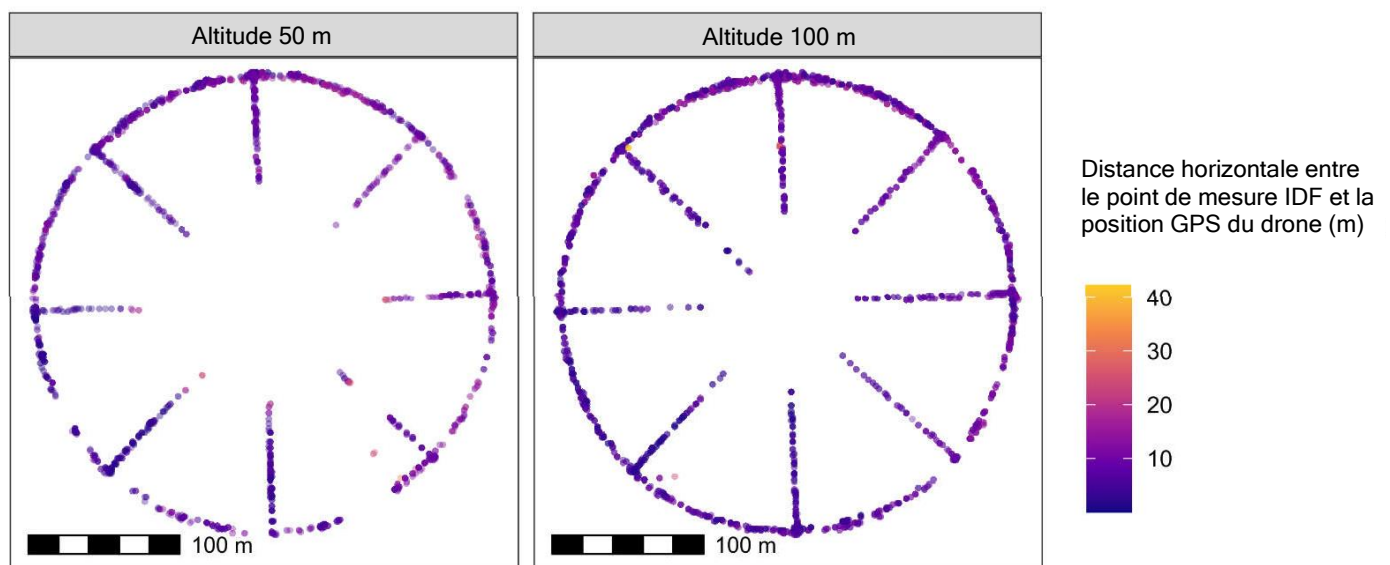 Altitude 50 m
Altitude 100 m
Distance horizontale entre
le point de mesure IDF et la
position GPS du drone (m)
40
30
20
10
100 m
100 m